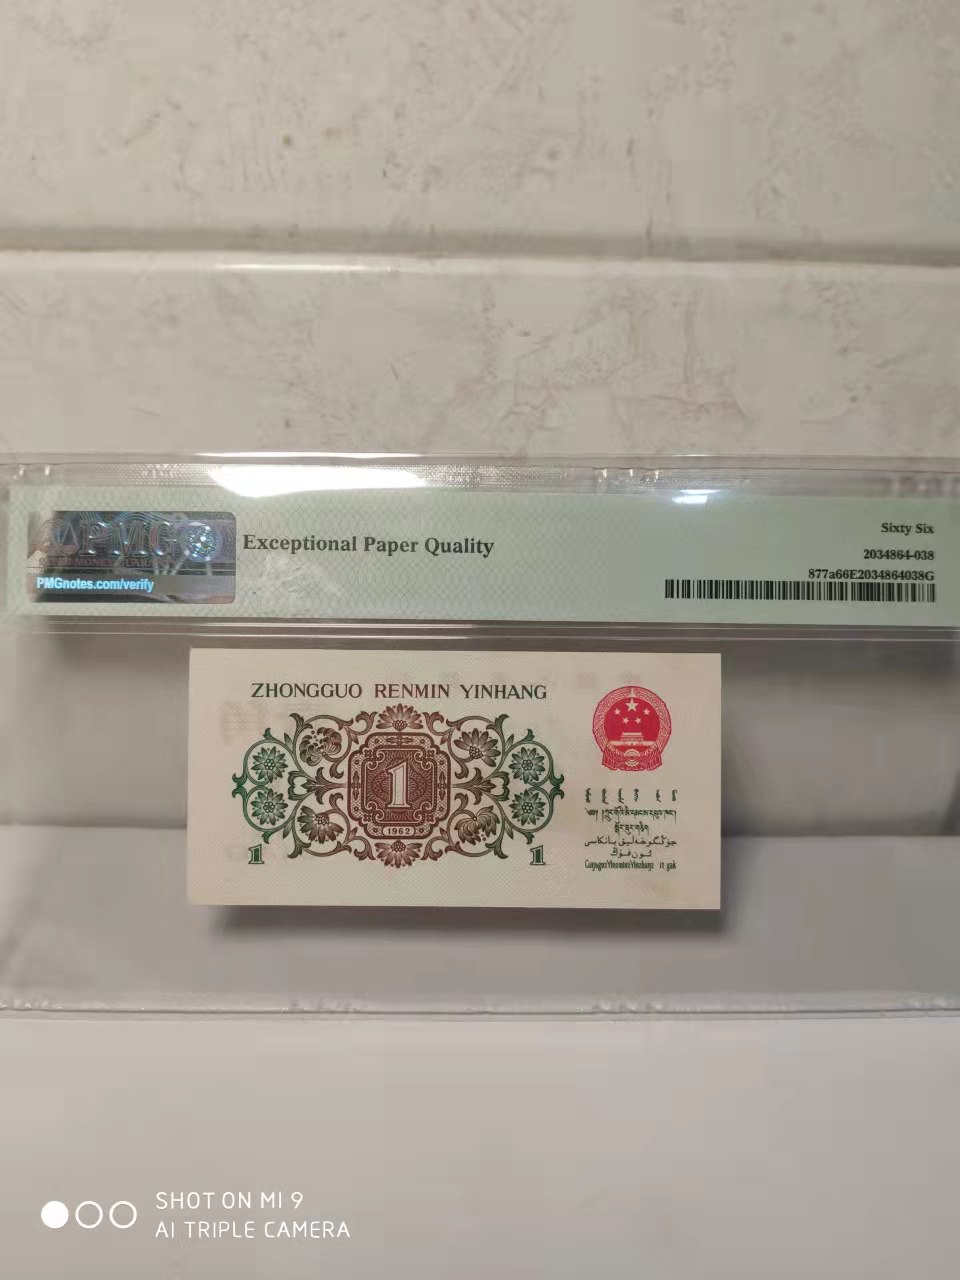 Sixty Six
PMG
Exceptional Paper Quality
2034864-038
877a66E2034864038G
PMGnotes.com/verify
ZHONGGUO RENMIN YINHANG
1
1962
1 1
SHOT ON MI 9
AI TRIPLE CAMERA